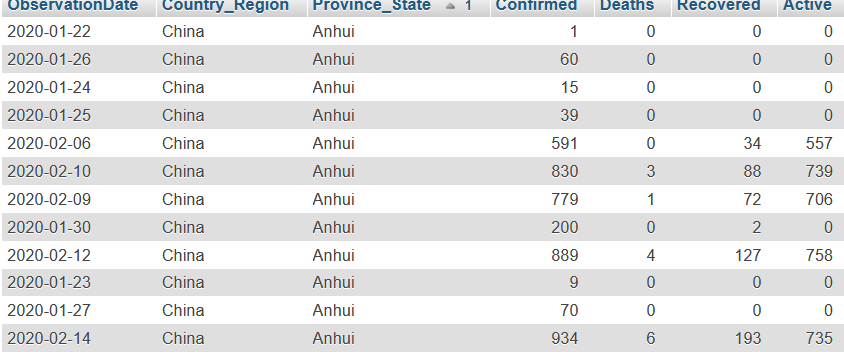 ObservationDate Country_Region Province_State 1 Confirmed Deaths Recovered Active
2020-01-22 China Anhui 1 0 0 0
2020-01-26 China Anhui 60 0 0 0
2020-01-24 China Anhui 15 0 0 0
2020-01-25 China Anhui 39 0 0 0
2020-02-06 China Anhui 591 0 34 557
2020-02-10 China Anhui 830 3 88 739
2020-02-09 China Anhui 779 1 72 706
2020-01-30 China Anhui 200 0 2 0
2020-02-12 China Anhui 889 4 127 758
2020-01-23 China Anhui 9 0 0 0
2020-01-27 China Anhui 70 0 0 0
2020-02-14 China Anhui 934 6 193 735